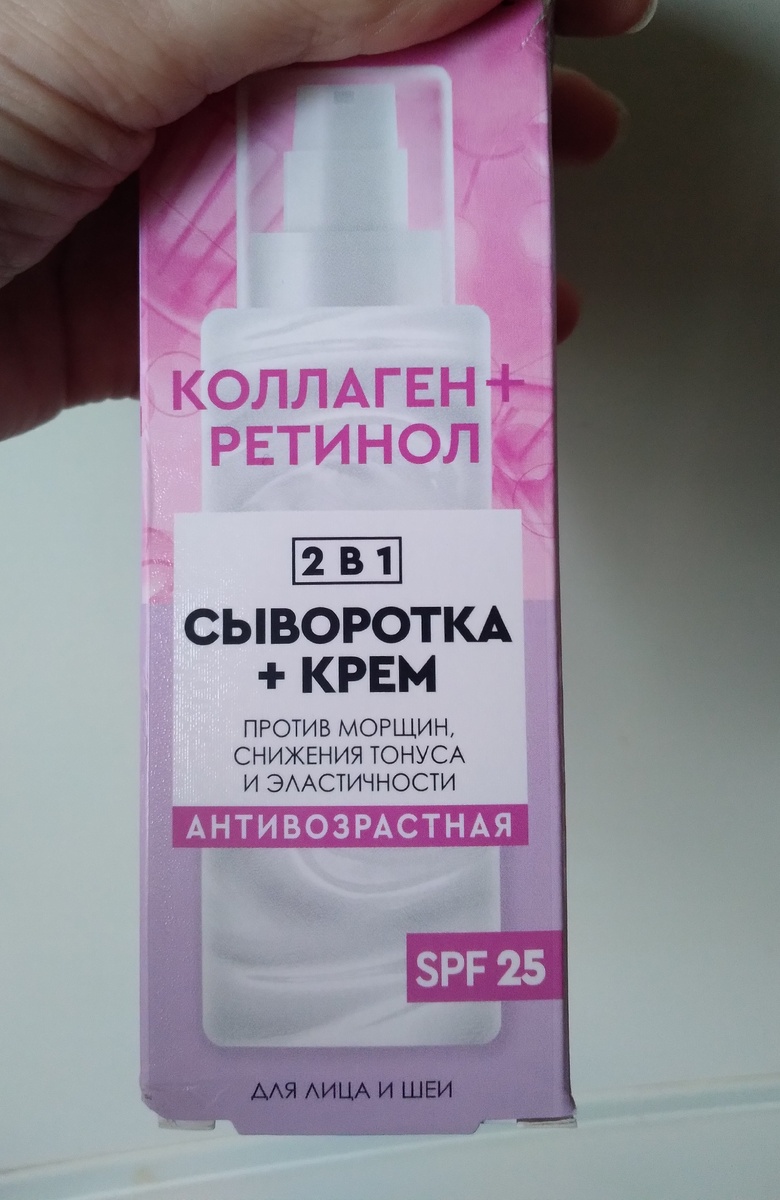 КОЛЛАГЕН+
РЕТИНОЛ
2 В 1
СЫВОРОТКА
+ КРЕМ
ПРОТИВ МОРЩИН,
СНИЖЕНИЯ ТОНУСА
И ЭЛАСТИЧНОСТИ
АНТИВОЗРАСТНАЯ
SPF 25
ДЛЯ ЛИЦА И ШЕИ